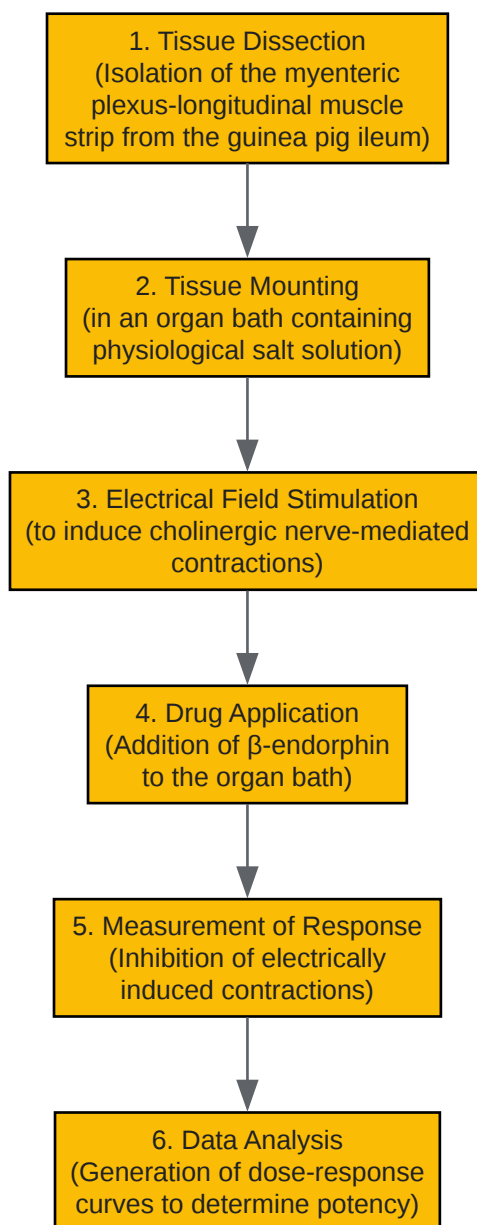 1. Tissue Dissection
(Isolation of the myenteric
plexus-longitudinal muscle
strip from the guinea pig ileum)
2. Tissue Mounting
(in an organ bath containing
physiological salt solution)
3. Electrical Field Stimulation
(to induce cholinergic nerve-mediated
contractions)
4. Drug Application
(Addition of β-endorphin
to the organ bath)
5. Measurement of Response
(Inhibition of electrically
induced contractions)
6. Data Analysis
(Generation of dose-response
curves to determine potency)